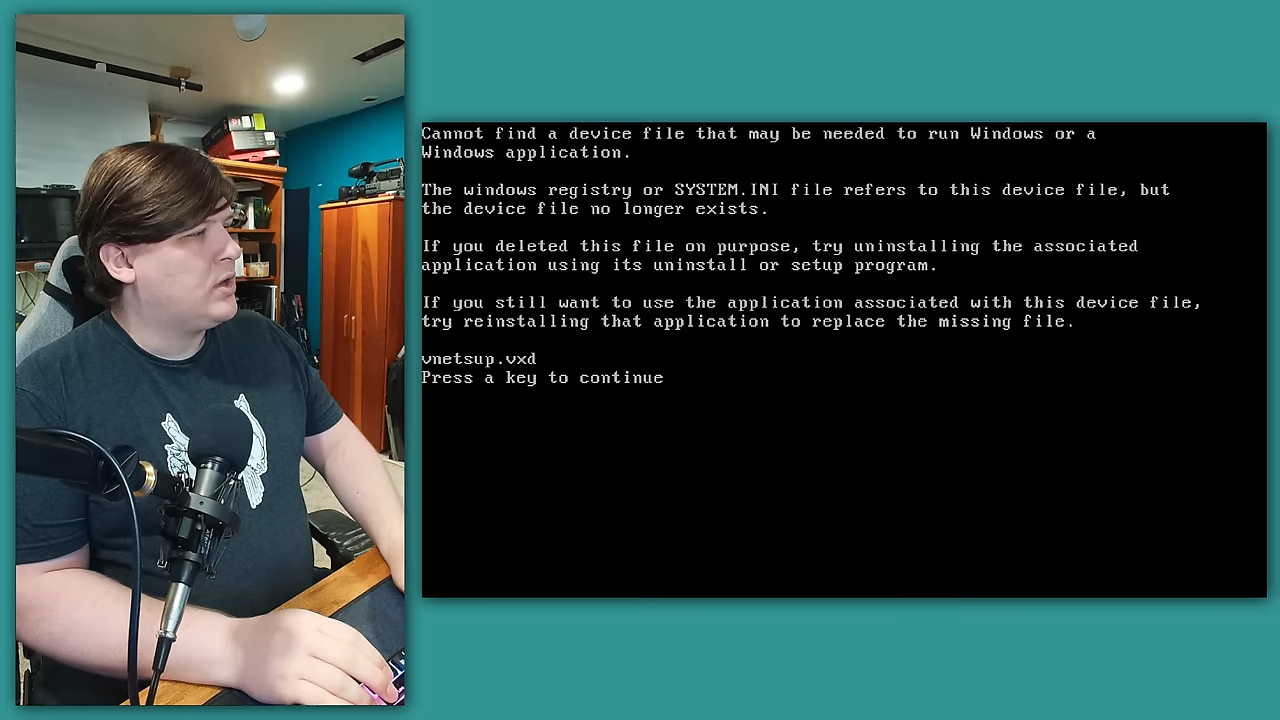 Cannot find a device file that may be needed to run Windows or a
Windows application.
The windows registry or SYSTEM.INI file refers to this device file, but
the device file no longer exists.
If you deleted this file on purpose, try uninstalling the associated
application using its uninstall or setup program.
If you still want to use the application associated with this device file,
try reinstalling that application to replace the missing file.
vnetsup.vxd
Press a key to continue